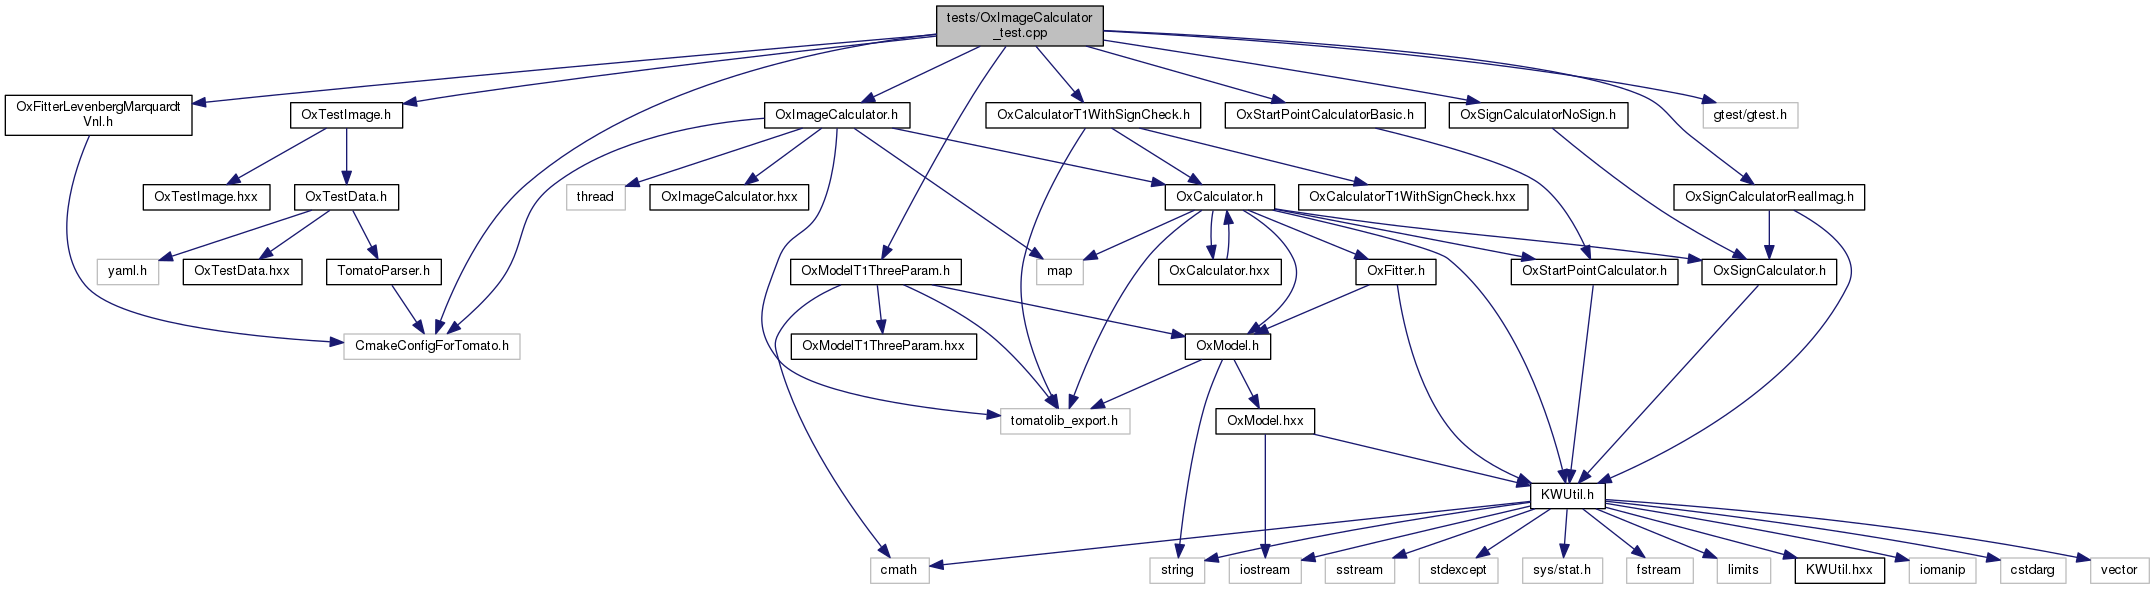 tests/OxImageCalculator
_test.cpp
OxFitterLevenbergMarquardt
Vnl.h
OxTestImage.h
OxImageCalculator.h
OxCalculatorT1WithSignCheck.h
OxStartPointCalculatorBasic.h
OxSignCalculatorNoSign.h
gtest/gtest.h
OxTestImage.hxx
OxTestData.h
thread
OxImageCalculator.hxx
OxCalculator.h
OxCalculatorT1WithSignCheck.hxx
OxSignCalculatorRealImag.h
yaml.h
OxTestData.hxx
TomatoParser.h
OxModelT1ThreeParam.h
map
OxCalculator.hxx
OxFitter.h
OxStartPointCalculator.h
OxSignCalculator.h
CmakeConfigForTomato.h
OxModelT1ThreeParam.hxx
OxModel.h
tomatolib_export.h
OxModel.hxx
KWUtil.h
cmath
string
iostream
sstream
stdexcept
sys/stat.h
fstream
limits
KWUtil.hxx
iomanip
cstdarg
vector